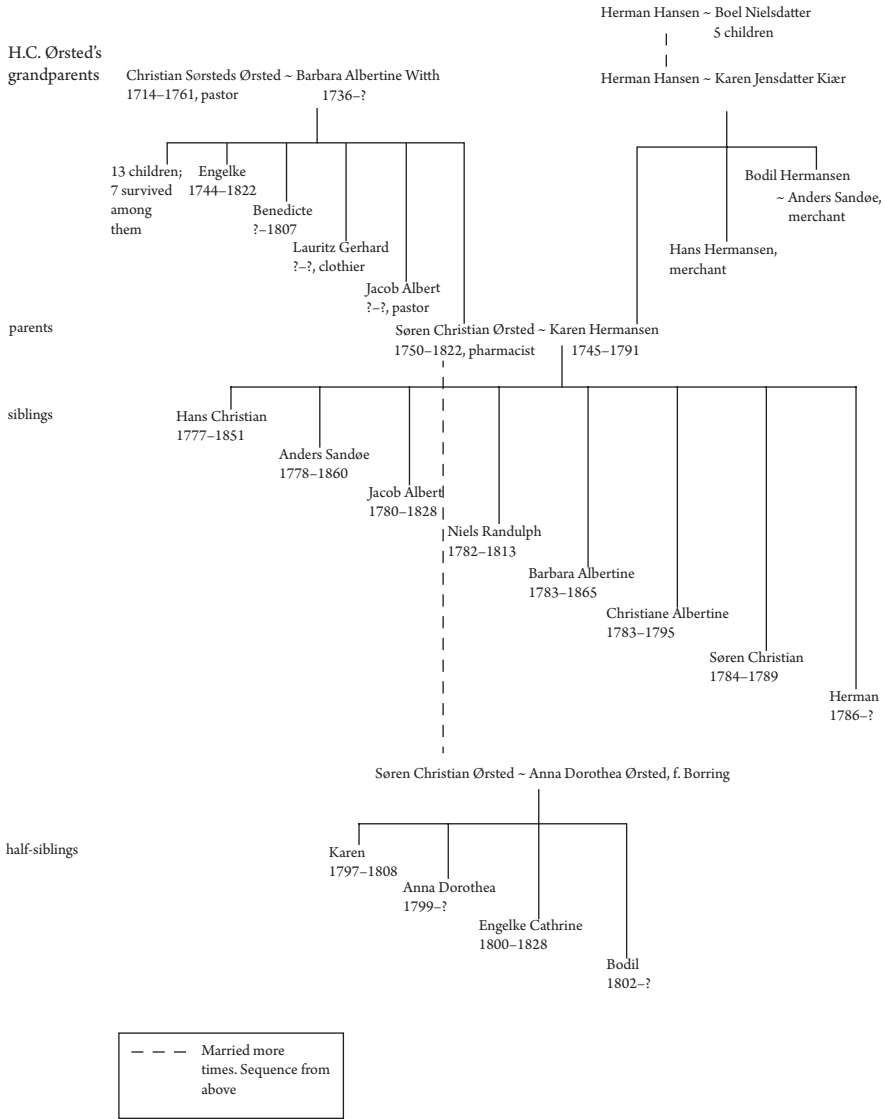 Herman Hansen ~ Boel Nielsdatter
5 children
H.C. Ørsted’s
grandparents
Christian Sørsteds Ørsted ~ Barbara Albertine Witth
1714–1761, pastor
1736–?
Herman Hansen ~ Karen Jensdatter Kiær
13 children;
7 survived
among
them
Engelke
1744–1822
Benedicte
?–1807
Lauritz Gerhard
?–?, clothier
Jacob Albert
?–?, pastor
Bodil Hermansen
~ Anders Sandøe,
merchant
Hans Hermansen,
merchant
parents
Søren Christian Ørsted ~ Karen Hermansen
1750–1822, pharmacist
1745–1791
siblings
Hans Christian
1777–1851
Anders Sandøe
1778–1860
Jacob Albert
1780–1828
Niels Randulph
1782–1813
Barbara Albertine
1783–1865
Christiane Albertine
1783–1795
Søren Christian
1784–1789
Herman
1786–?
Søren Christian Ørsted ~ Anna Dorothea Ørsted, f. Borring
half-siblings
Karen
1797–1808
Anna Dorothea
1799–?
Engelke Cathrine
1800–1828
Bodil
1802–?
Married more
times. Sequence from
above